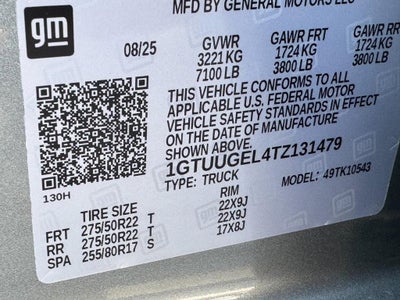 MFD BY GENERAL MOTORS LLC
gm
08/25 GVWR GAWR FRT GAWR RR
3221 KG 1724 KG 1724 KG
7100 LB 3800 LB 3800 LB
THIS VEHICLE CONFORMS TO ALL
APPLICABLE U.S. FEDERAL MOTOR
VEHICLE SAFETY STANDARDS IN EFFECT
ON THE DATE OF MANUFACTURE
1GTUUGEL4TZ131479
TYPE: TRUCK MODEL: 49TK10543
130H
TIRE SIZE RIM
FRT 275/50R22 T 22X9J
RR 275/50R22 T 22X9J
SPA 255/80R17 S 17X8J